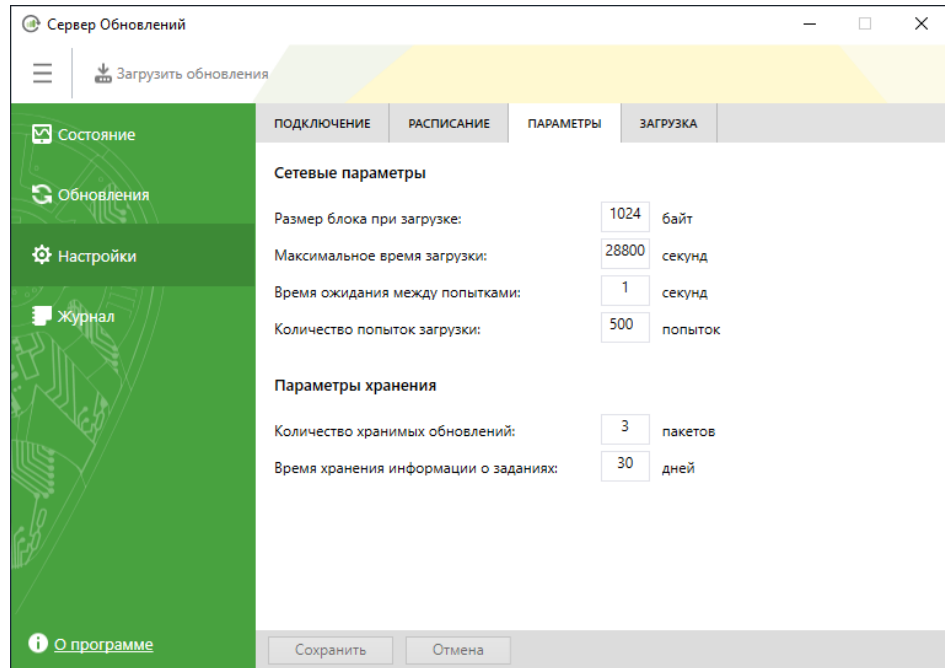 Сервер Обновлений
Загрузить обновления
Состояние
Обновления
Настройки
Журнал
О программе
ПОДКЛЮЧЕНИЕ РАСПИСАНИЕ ПАРАМЕТРЫ ЗАГРУЗКА
Сетевые параметры
Размер блока при загрузке: 1024 байт
Максимальное время загрузки: 28800 секунд
Время ожидания между попытками: 1 секунд
Количество попыток загрузки: 500 попыток
Параметры хранения
Количество хранимых обновлений: 3 пакетов
Время хранения информации о заданиях: 30 дней
Сохранить Отмена